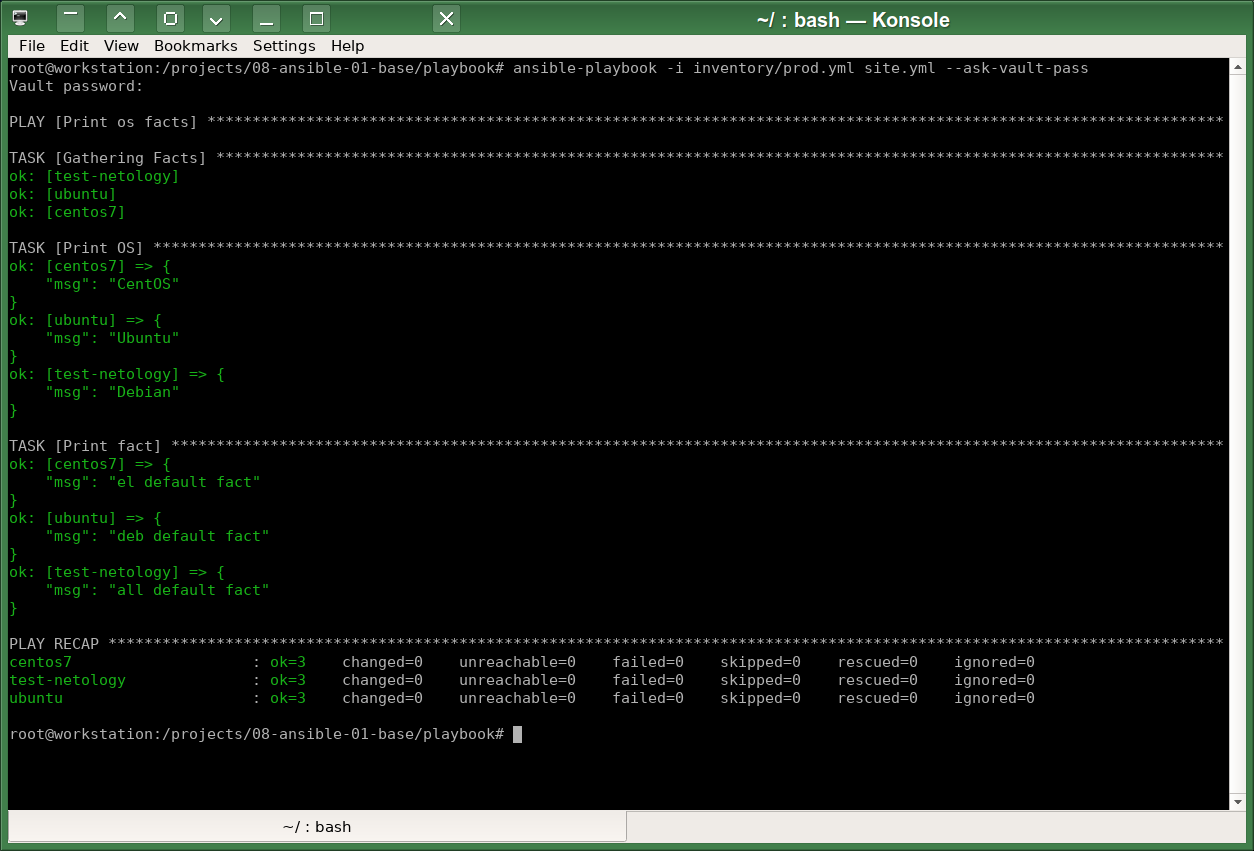 ~/ : bash — Konsole
File Edit View Bookmarks Settings Help
root@workstation:/projects/08-ansible-01-base/playbook# ansible-playbook -i inventory/prod.yml site.yml --ask-vault-pass
Vault password:
PLAY [Print os facts] *****************************************************************************************************************
TASK [Gathering Facts] ****************************************************************************************************************
ok: [test-netology]
ok: [ubuntu]
ok: [centos7]
TASK [Print OS] ***********************************************************************************************************************
ok: [centos7] => {
    "msg": "CentOS"
}
ok: [ubuntu] => {
    "msg": "Ubuntu"
}
ok: [test-netology] => {
    "msg": "Debian"
}
TASK [Print fact] *********************************************************************************************************************
ok: [centos7] => {
    "msg": "el default fact"
}
ok: [ubuntu] => {
    "msg": "deb default fact"
}
ok: [test-netology] => {
    "msg": "all default fact"
}
PLAY RECAP ****************************************************************************************************************************
centos7                    : ok=3    changed=0    unreachable=0    failed=0    skipped=0    rescued=0    ignored=0
test-netology              : ok=3    changed=0    unreachable=0    failed=0    skipped=0    rescued=0    ignored=0
ubuntu                     : ok=3    changed=0    unreachable=0    failed=0    skipped=0    rescued=0    ignored=0
root@workstation:/projects/08-ansible-01-base/playbook#
~/ : bash